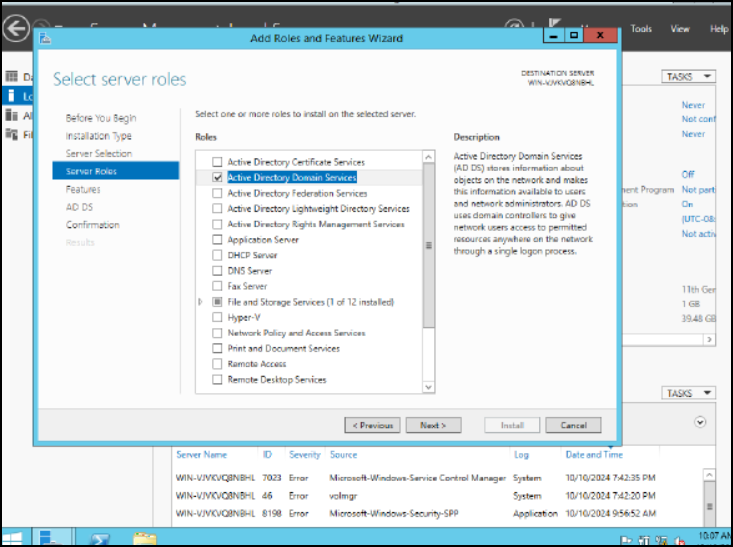 Add Roles and Features Wizard
Tools View Help
Select server roles
DESTINATION SERVER
WIN-VJVKVQ8NBHL
TASKS
Before You Begin
Installation Type
Server Selection
Server Roles
Features
AD DS
Confirmation
Results
Select one or more roles to install on the selected server.
Roles
Active Directory Certificate Services
Active Directory Domain Services
Active Directory Federation Services
Active Directory Lightweight Directory Services
Active Directory Rights Management Services
Application Server
DHCP Server
DNS Server
Fax Server
File and Storage Services (1 of 12 installed)
Hyper-V
Network Policy and Access Services
Print and Document Services
Remote Access
Remote Desktop Services
Description
Active Directory Domain Services
(AD DS) stores information about
objects on the network and makes
this information available to users
and network administrators. AD DS
uses domain controllers to give
network users access to permitted
resources anywhere on the network
through a single logon process.
Never
Not conf
Never
Off
ment Program Not part
tion On
(UTC-08:
Not activ
11th Ger
1 GB
39.48 GB
< Previous Next > Install Cancel
TASKS
Server Name ID Severity Source Log Date and Time
WIN-VJVKVQ8NBHL 7023 Error Microsoft-Windows-Service Control Manager System 10/10/2024 7:42:35 PM
WIN-VJVKVQ8NBHL 46 Error volmgr System 10/10/2024 7:42:20 PM
WIN-VJVKVQ8NBHL 8198 Error Microsoft-Windows-Security-SPP Application 10/10/2024 9:56:52 AM
10:07 AM